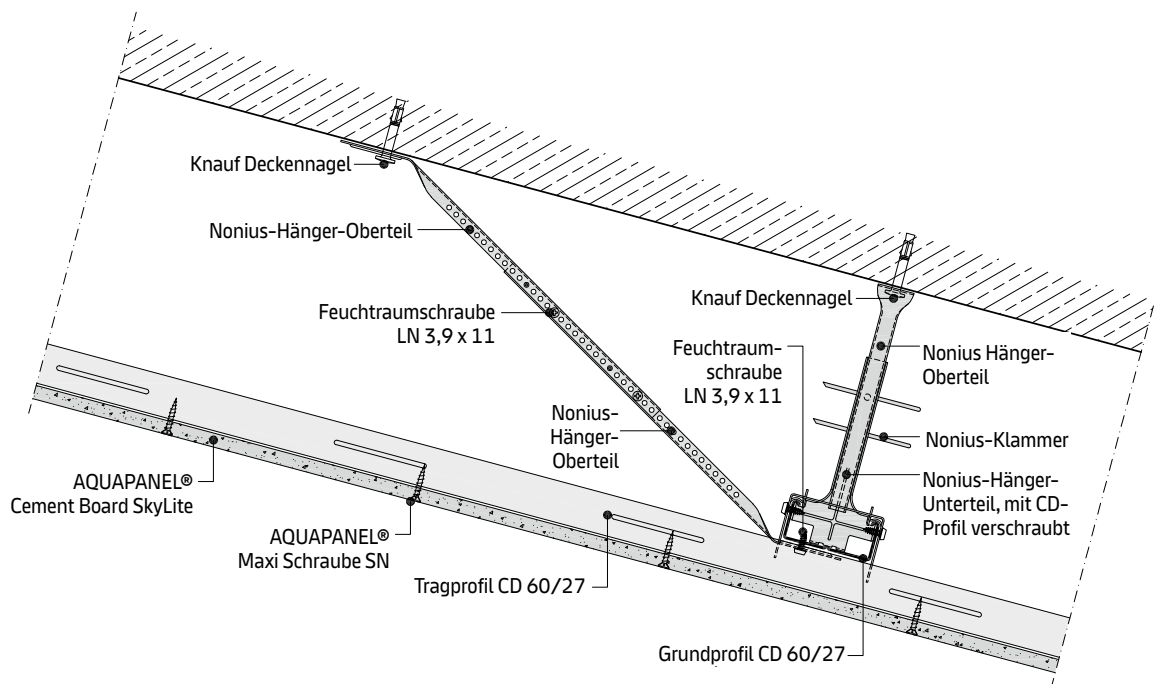 Knauf Deckennagel
Nonius-Hänger-Oberteil
Feuchtraumschraube
LN 3,9 x 11
Nonius-
Hänger-
Oberteil
Knauf Deckennagel
Feuchtraum-
schraube
LN 3,9 x 11
Nonius Hänger-
Oberteil
Nonius-Klammer
Nonius-Hänger-
Unterteil, mit CD-
Profil verschraubt
AQUAPANEL®
Cement Board SkyLite
AQUAPANEL®
Maxi Schraube SN
Tragprofil CD 60/27
Grundprofil CD 60/27